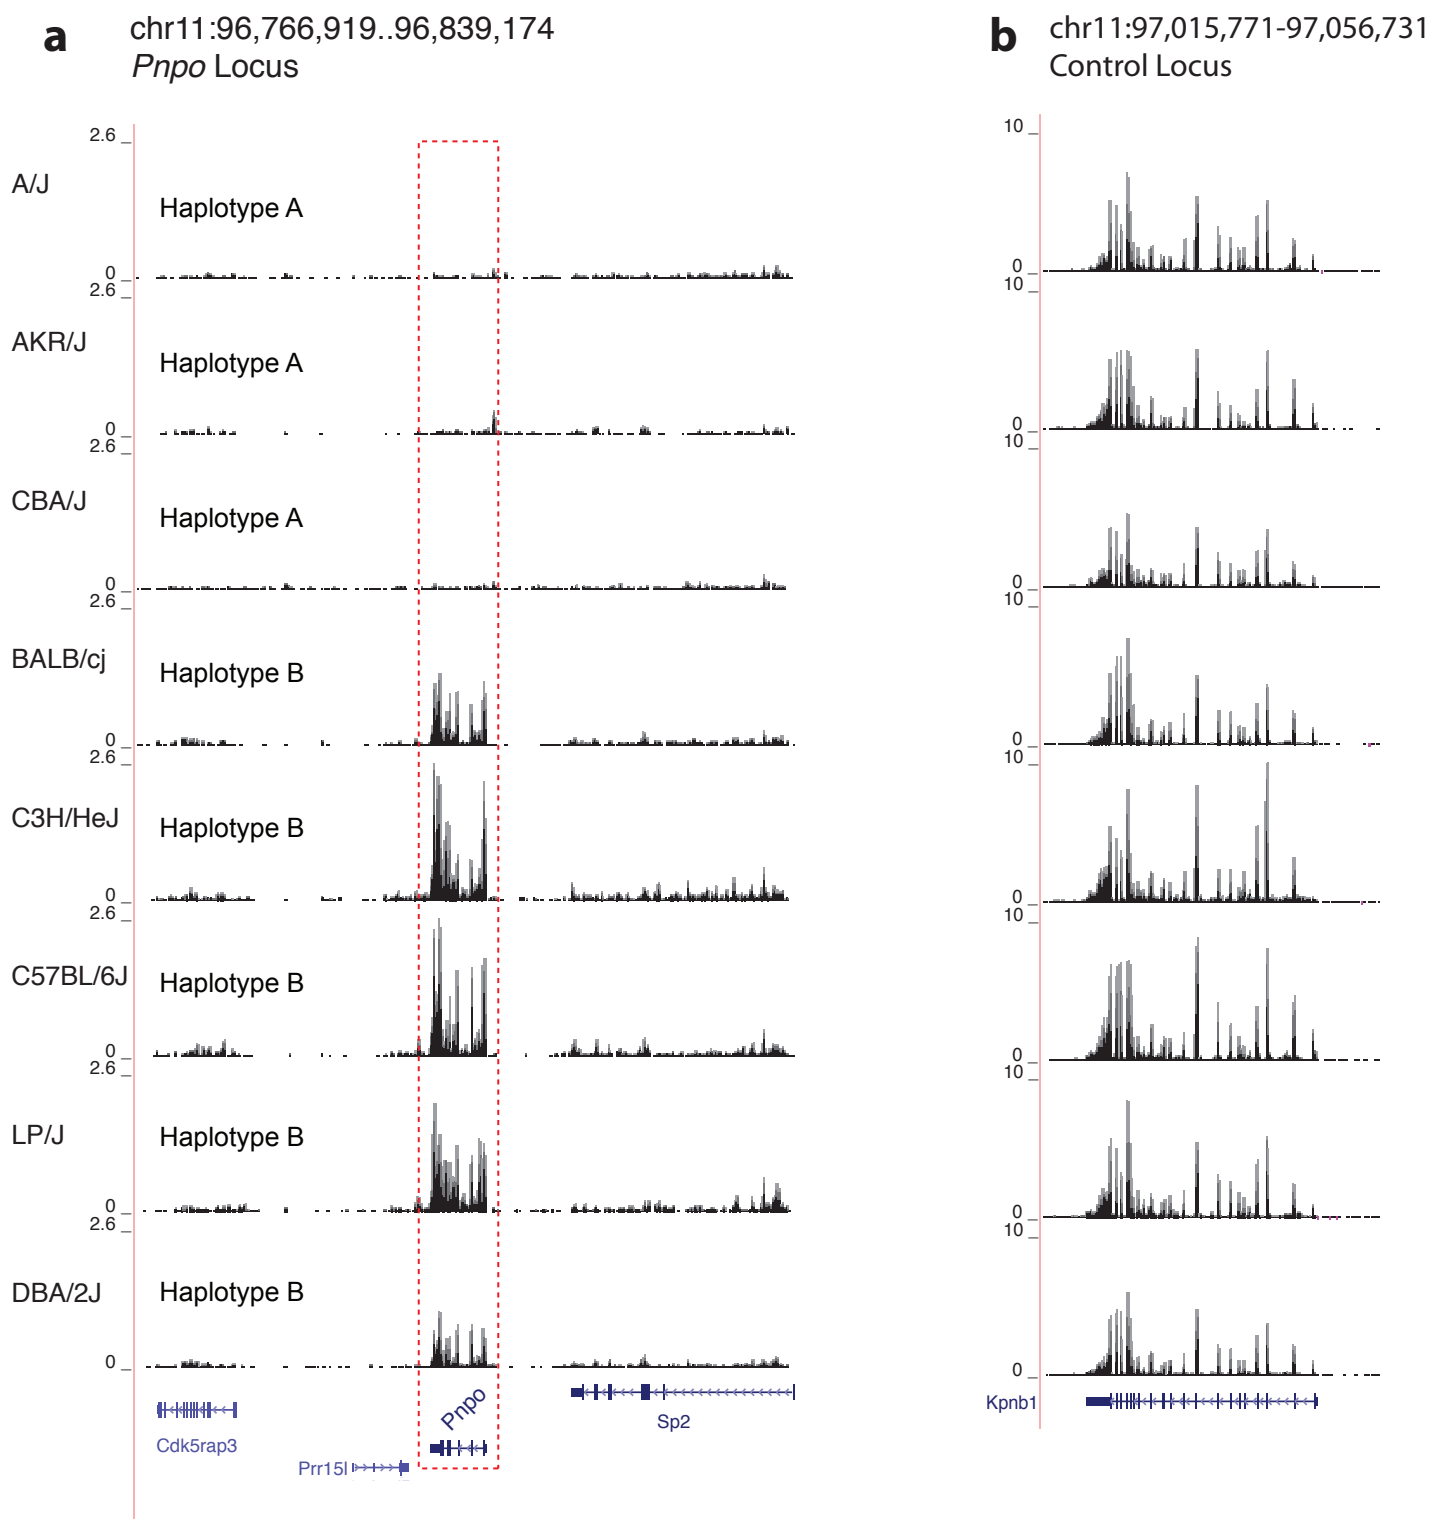 a
chr11:96,766,919..96,839,174
Pnpo Locus
b
chr11:97,015,771-97,056,731
Control Locus
2.6
A/J
Haplotype A
0
2.6
AKR/J
Haplotype A
0
2.6
CBA/J
Haplotype A
0
2.6
BALB/cj
Haplotype B
0
2.6
C3H/HeJ
Haplotype B
0
2.6
C57BL/6J
Haplotype B
0
2.6
LP/J
Haplotype B
0
2.6
DBA/2J
Haplotype B
0
Cdk5rap3
Prr15l
Pnpo
Sp2
10
0
10
0
10
0
10
0
10
0
10
0
10
0
10
0
Kpnb1